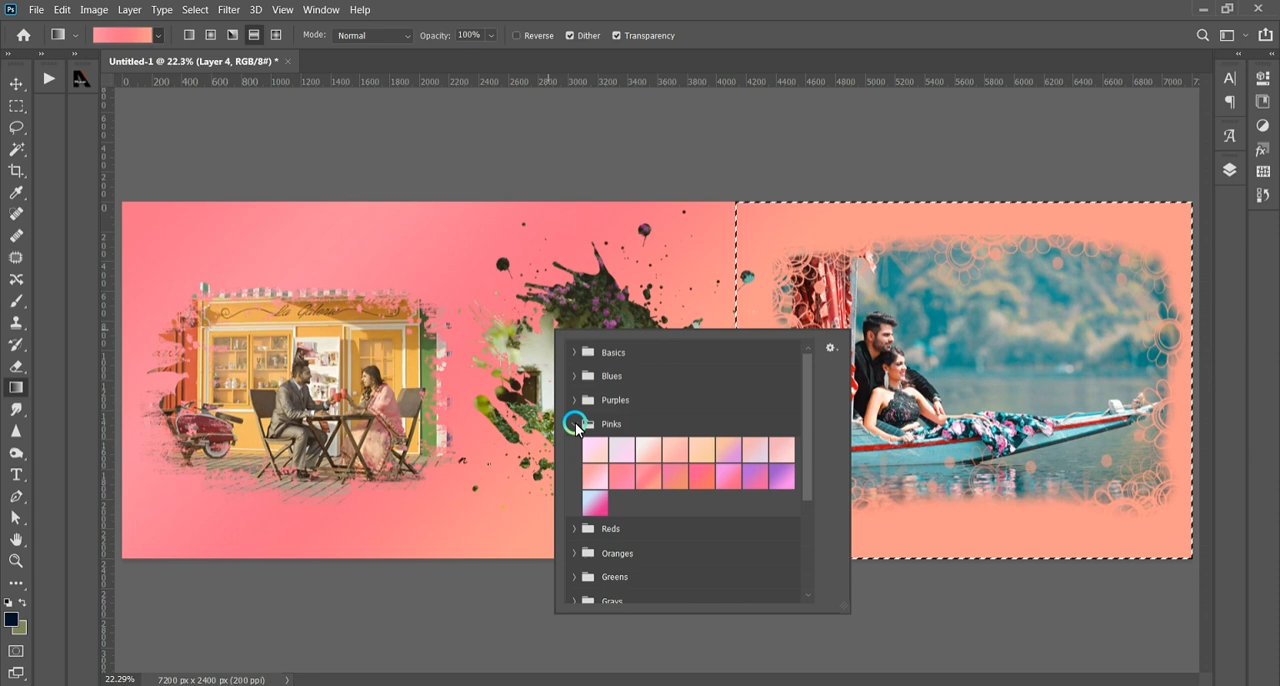 Ps File Edit Image Layer Type Select Filter 3D View Window Help
Mode: Normal Opacity: 100% Reverse Dither Transparency
Untitled-1 @ 22.3% (Layer 4, RGB/8#) * ×
0 200 400 600 800 1000 1200 1400 1600 1800 2000 2200 2400 2600 2800 3000 3200 3400 3600 3800 4000 4200 4400 4600 4800 5000 5200 5400 5600 5800 6000 6200 6400 6600 6800 7000
Basics
Blues
Purples
Pinks
Reds
Oranges
Greens
Grays
22.29% 7200 px x 2400 px (200 ppi)